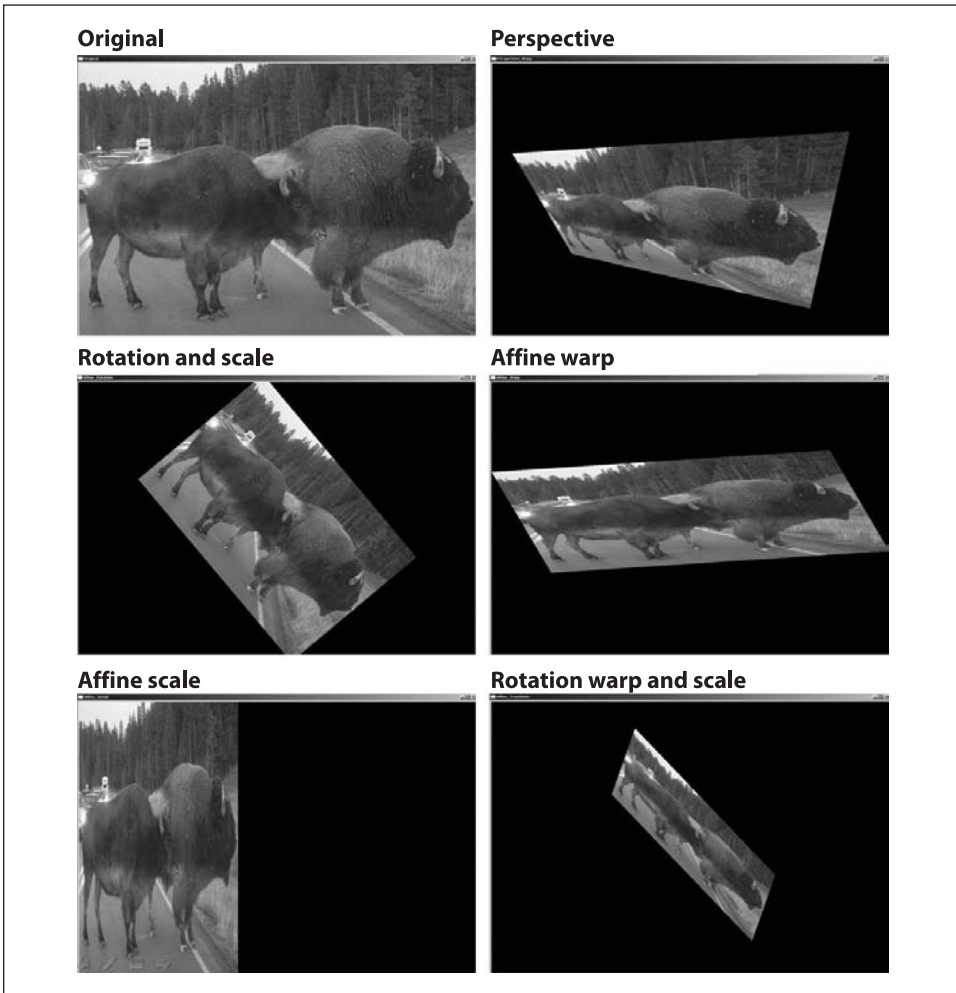 Original
Perspective
Rotation and scale
Affine warp
Affine scale
Rotation warp and scale